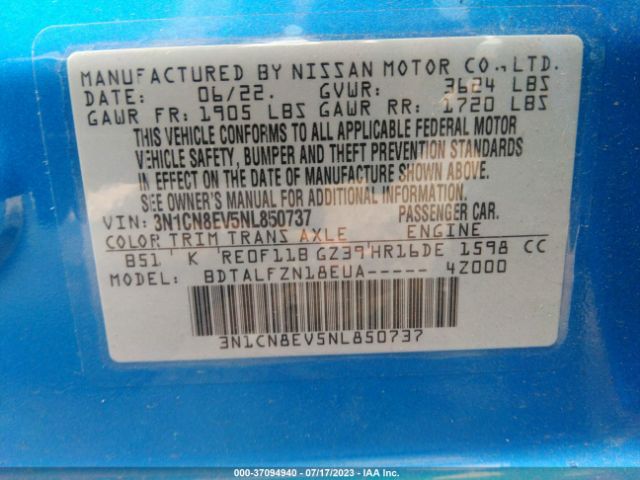 MANUFACTURED BY NISSAN MOTOR CO., LTD.
DATE: 06/22. GVWR: 3624 LBS
GAWR FR: 1905 LBS GAWR RR: 1720 LBS
THIS VEHICLE CONFORMS TO ALL APPLICABLE FEDERAL MOTOR
VEHICLE SAFETY, BUMPER AND THEFT PREVENTION STANDARDS
IN EFFECT ON THE DATE OF MANUFACTURE SHOWN ABOVE.
SEE OWNER'S MANUAL FOR ADDITIONAL INFORMATION.
VIN: 3N1CN8EV5NL850737 PASSENGER CAR.
COLOR TRIM TRANS AXLE ENGINE
B51 K RE0F11B GZ39 HR16DE 1598 CC
MODEL: BDTALFZN18EUA----- 4Z000
3N1CN8EV5NL850737
000-37094940 - 07/17/2023 - IAA Inc.